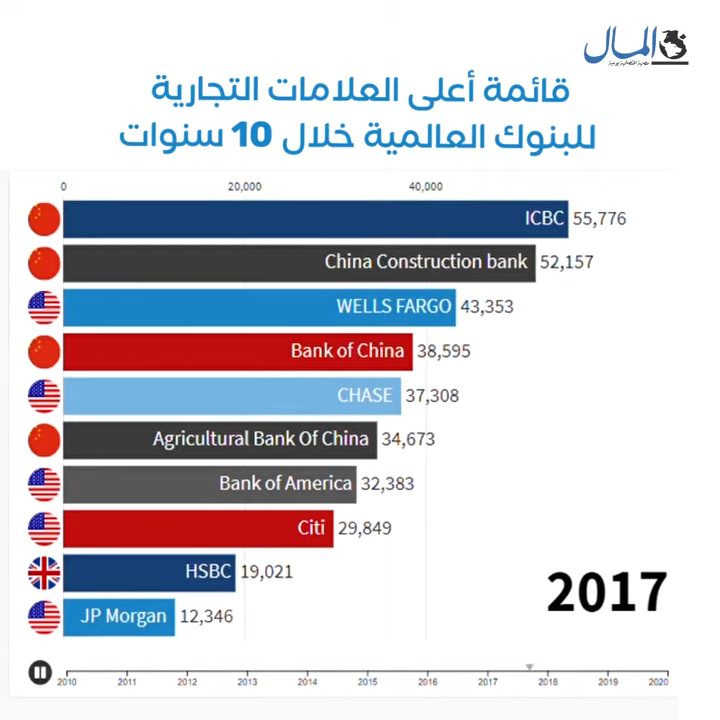 المال
قائمة أعلى العلامات التجارية
للبنوك العالمية خلال 10 سنوات
0 20,000 40,000
ICBC 55,776
China Construction bank 52,157
WELLS FARGO 43,353
Bank of China 38,595
CHASE 37,308
Agricultural Bank Of China 34,673
Bank of America 32,383
Citi 29,849
HSBC 19,021
JP Morgan 12,346
2017
2010 2011 2012 2013 2014 2015 2016 2017 2018 2019 2020